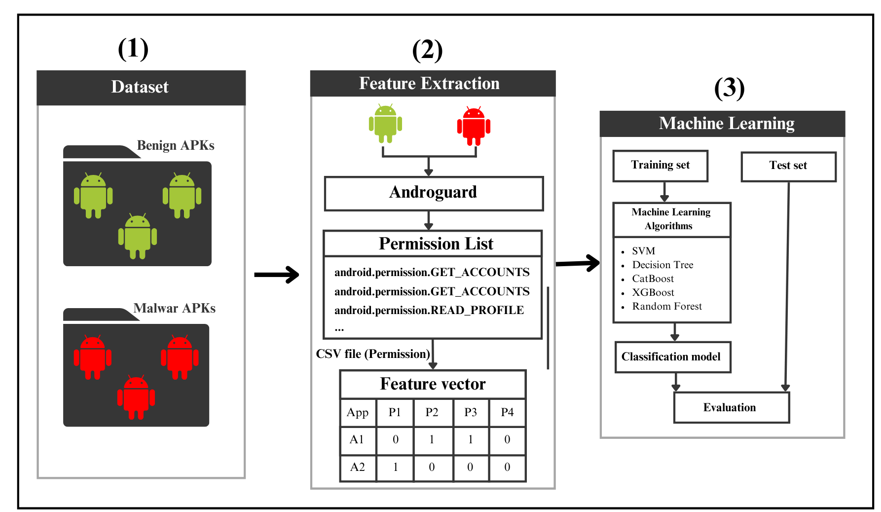 (1)
Dataset
Benign APKs
Malwar APKs
(2)
Feature Extraction
Androguard
Permission List
android.permission.GET_ACCOUNTS
android.permission.GET_ACCOUNTS
android.permission.READ_PROFILE
...
CSV file (Permission)
Feature vector
App P1 P2 P3 P4
A1 0 1 1 0
A2 1 0 0 0
(3)
Machine Learning
Training set
Test set
Machine Learning
Algorithms
• SVM
• Decision Tree
• CatBoost
• XGBoost
• Random Forest
Classification model
Evaluation